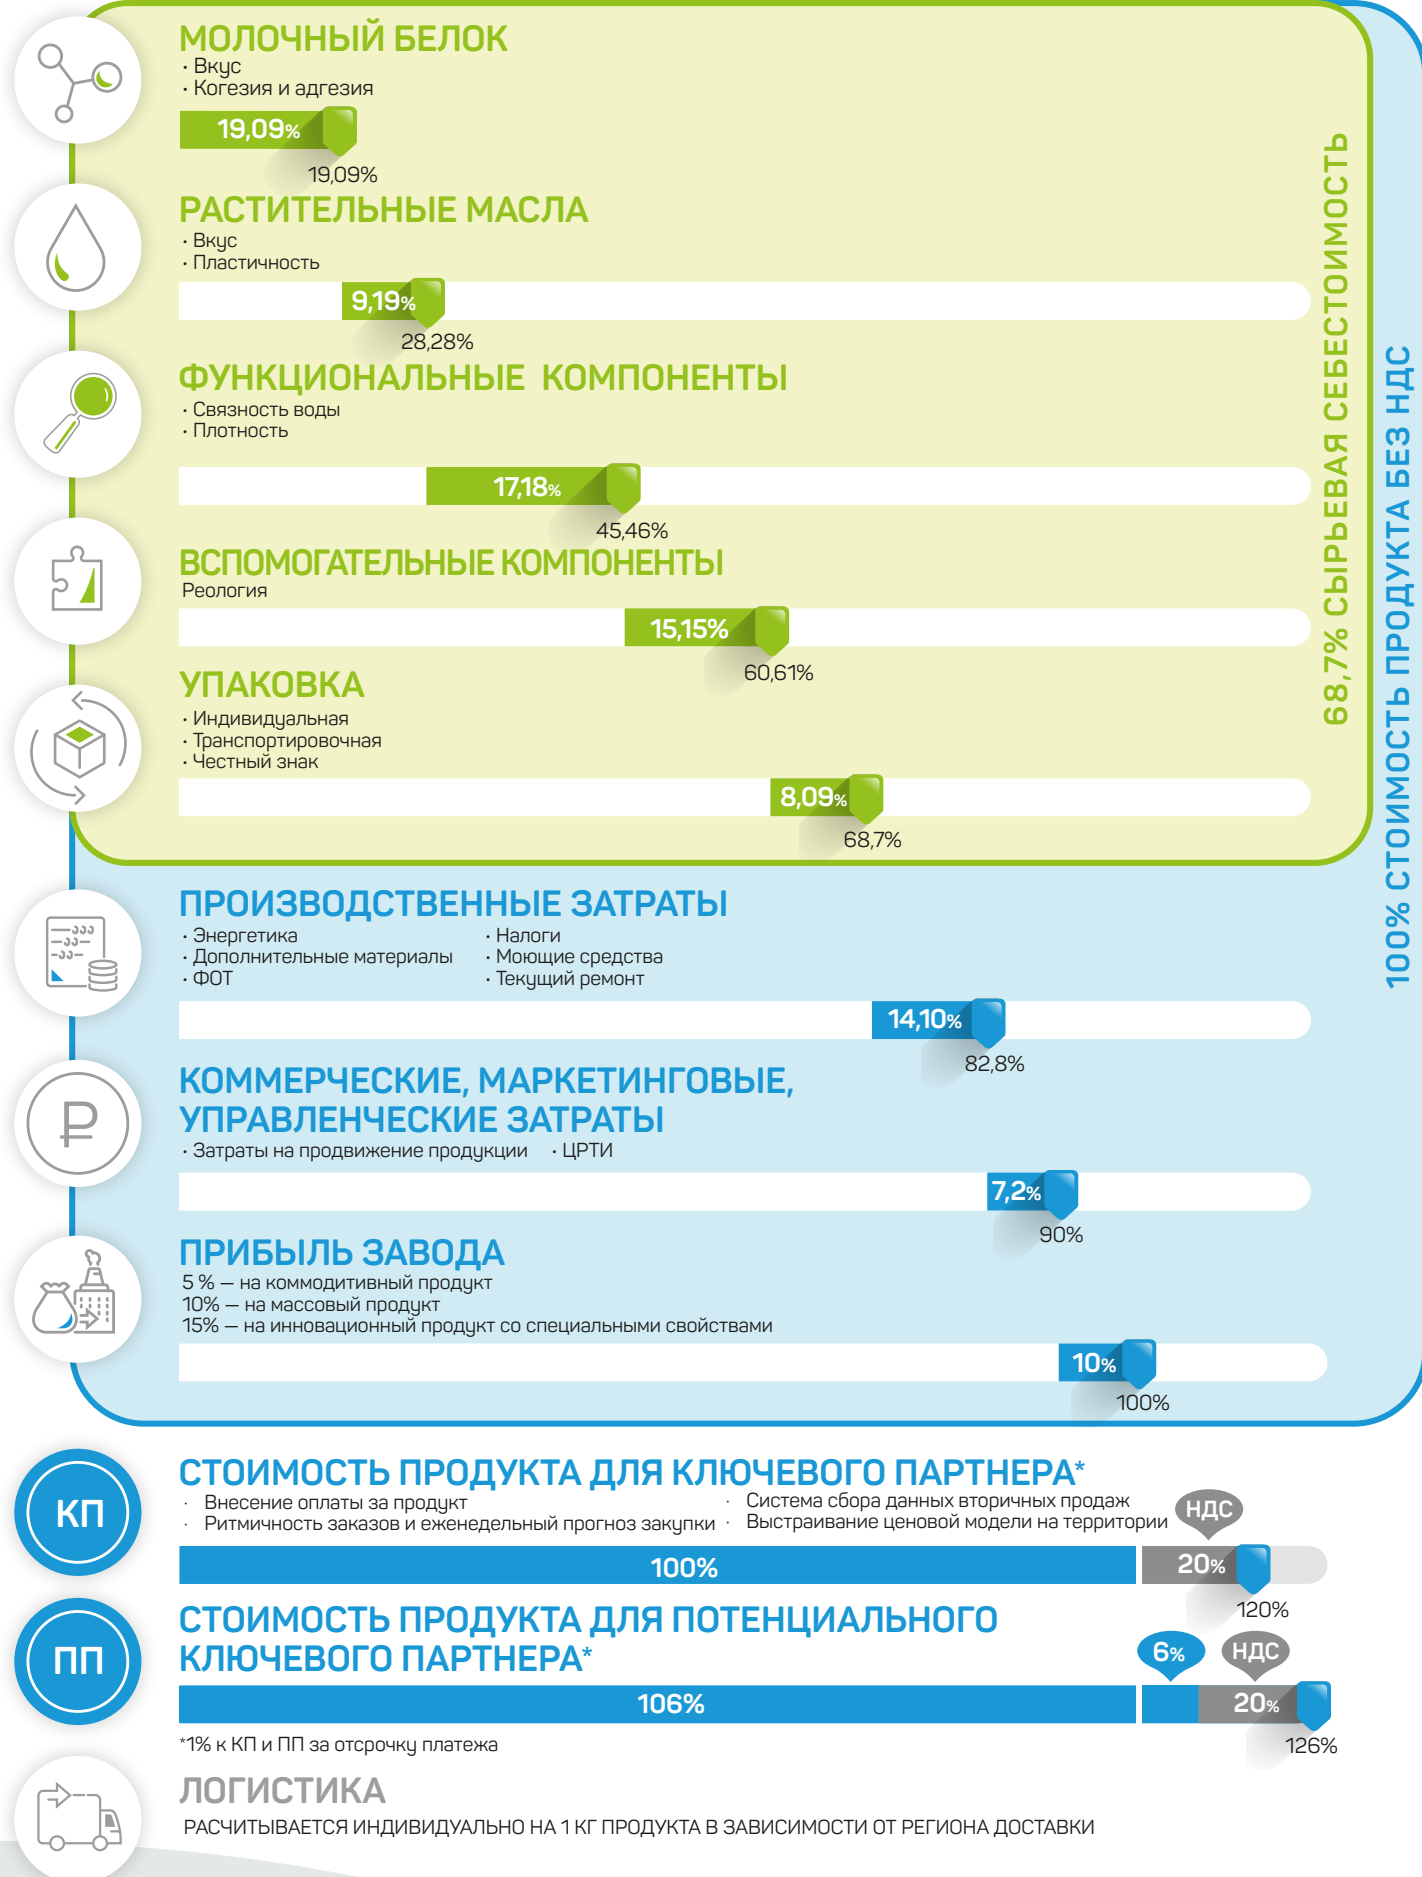 МОЛОЧНЫЙ БЕЛОК
· Вкус
· Когезия и адгезия
19,09%
19,09%
РАСТИТЕЛЬНЫЕ МАСЛА
· Вкус
· Пластичность
9,19%
28,28%
ФУНКЦИОНАЛЬНЫЕ КОМПОНЕНТЫ
· Связность воды
· Плотность
17,18%
45,46%
ВСПОМОГАТЕЛЬНЫЕ КОМПОНЕНТЫ
Реология
15,15%
60,61%
УПАКОВКА
· Индивидуальная
· Транспортировочная
· Честный знак
8,09%
68,7%
68,7% СЫРЬЕВАЯ СЕБЕСТОИМОСТЬ
100% СТОИМОСТЬ ПРОДУКТА БЕЗ НДС
ПРОИЗВОДСТВЕННЫЕ ЗАТРАТЫ
· Энергетика · Налоги
· Дополнительные материалы · Моющие средства
· ФОТ · Текущий ремонт
14,10%
82,8%
КОММЕРЧЕСКИЕ, МАРКЕТИНГОВЫЕ,
УПРАВЛЕНЧЕСКИЕ ЗАТРАТЫ
· Затраты на продвижение продукции · ЦРТИ
7,2%
90%
ПРИБЫЛЬ ЗАВОДА
5 % — на коммодитивный продукт
10% — на массовый продукт
15% — на инновационный продукт со специальными свойствами
10%
100%
КП
СТОИМОСТЬ ПРОДУКТА ДЛЯ КЛЮЧЕВОГО ПАРТНЕРА*
· Внесение оплаты за продукт · Система сбора данных вторичных продаж
· Ритмичность заказов и еженедельный прогноз закупки · Выстраивание ценовой модели на территории
НДС
100% 20%
120%
ПП
СТОИМОСТЬ ПРОДУКТА ДЛЯ ПОТЕНЦИАЛЬНОГО
КЛЮЧЕВОГО ПАРТНЕРА*
6% НДС
106% 20%
126%
*1% к КП и ПП за отсрочку платежа
ЛОГИСТИКА
РАСЧИТЫВАЕТСЯ ИНДИВИДУАЛЬНО НА 1 КГ ПРОДУКТА В ЗАВИСИМОСТИ ОТ РЕГИОНА ДОСТАВКИ